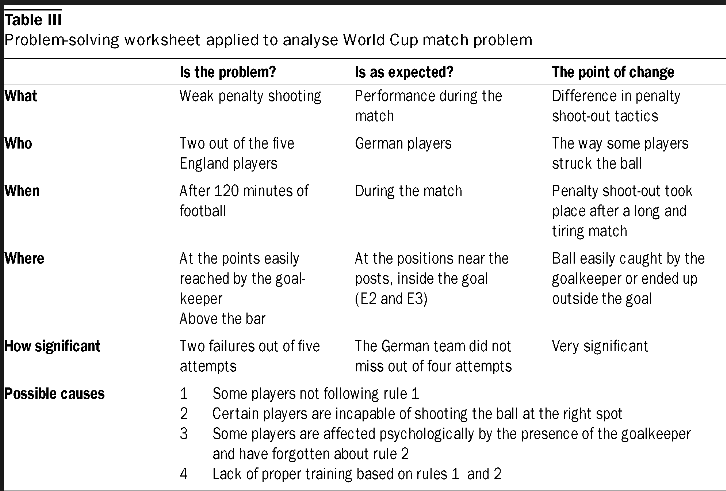 Table III
Problem-solving worksheet applied to analyse World Cup match problem
Is the problem? Is as expected? The point of change
What Weak penalty shooting Performance during the Difference in penalty
match shoot-out tactics
Who Two out of the five German players The way some players
England players struck the ball
When After 120 minutes of During the match Penalty shoot-out took
football place after a long and
tiring match
Where At the points easily At the positions near the Ball easily caught by the
reached by the goal- posts, inside the goal goalkeeper or ended up
keeper (E2 and E3) outside the goal
Above the bar
How significant Two failures out of five The German team did not Very significant
attempts miss out of four attempts
Possible causes 1 Some players not following rule 1
2 Certain players are incapable of shooting the ball at the right spot
3 Some players are affected psychologically by the presence of the goalkeeper
and have forgotten about rule 2
4 Lack of proper training based on rules 1 and 2